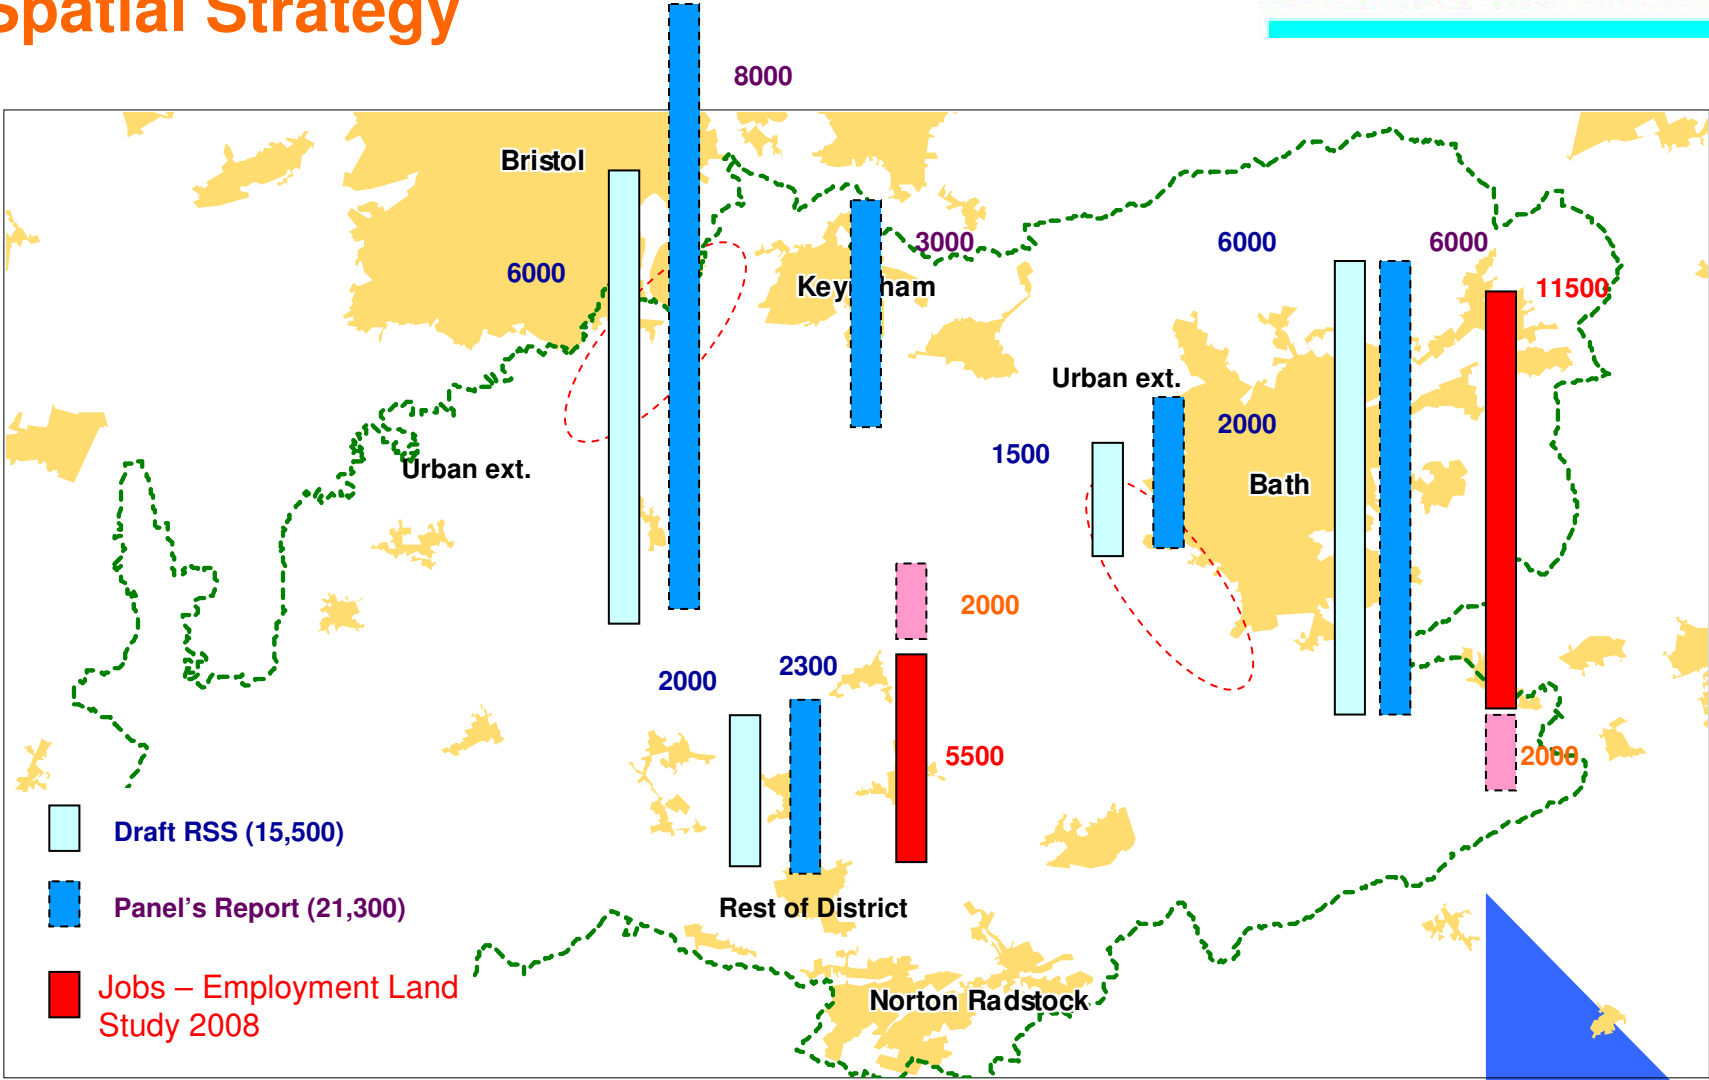 Spatial Strategy
8000
Bristol
6000
3000
6000
6000
Key ham
11500
Urban ext.
2000
1500
Urban ext.
Bath
2000
2300
2000
5500
2000
Draft RSS (15,500)
Panel’s Report (21,300)
Rest of District
Jobs – Employment Land
Study 2008
Norton Radstock